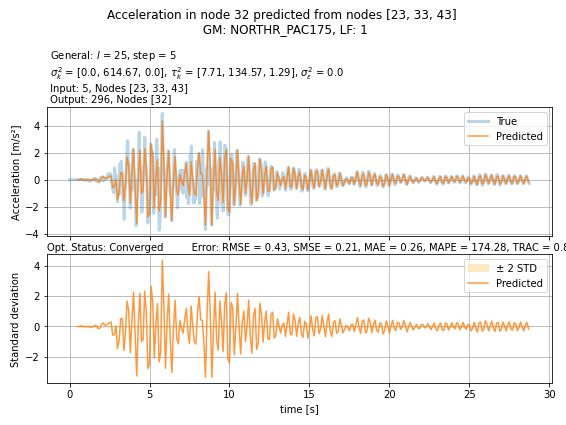 Acceleration in node 32 predicted from nodes [23, 33, 43]
GM: NORTHR_PAC175, LF: 1
General: l = 25, step = 5
σ²ₖ = [0.0, 614.67, 0.0], τ²ₖ = [7.71, 134.57, 1.29], σ²ε = 0.0
Input: 5, Nodes [23, 33, 43]
Output: 296, Nodes [32]
Acceleration [m/s²]
4
2
0
−2
−4
True
Predicted
Opt. Status: Converged Error: RMSE = 0.43, SMSE = 0.21, MAE = 0.26, MAPE = 174.28, TRAC = 0.8
Standard deviation
4
2
0
−2
± 2 STD
Predicted
0 5 10 15 20 25 30
time [s]